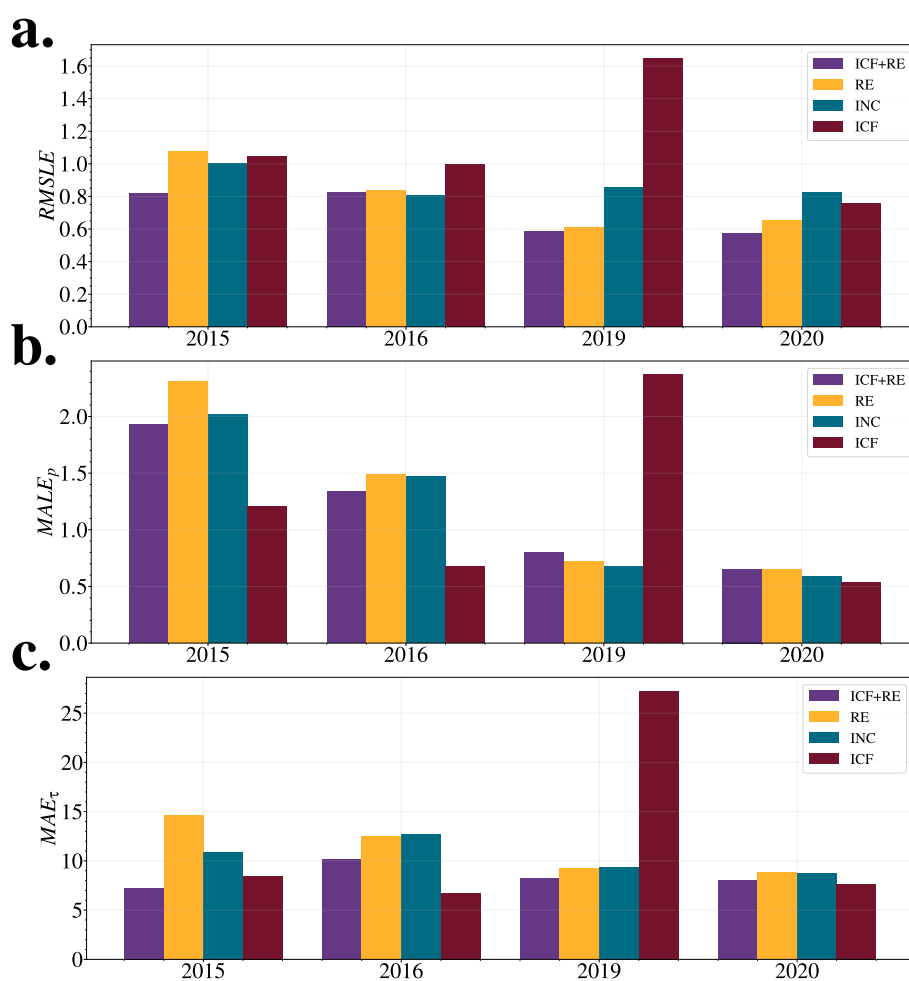 a.
RMSLE
1.6
1.4
1.2
1.0
0.8
0.6
0.4
0.2
0.0
ICF+RE
RE
INC
ICF
2015 2016 2019 2020
b.
MALE_p
2.0
1.5
1.0
0.5
0.0
ICF+RE
RE
INC
ICF
2015 2016 2019 2020
c.
MAE_τ
25
20
15
10
5
0
ICF+RE
RE
INC
ICF
2015 2016 2019 2020